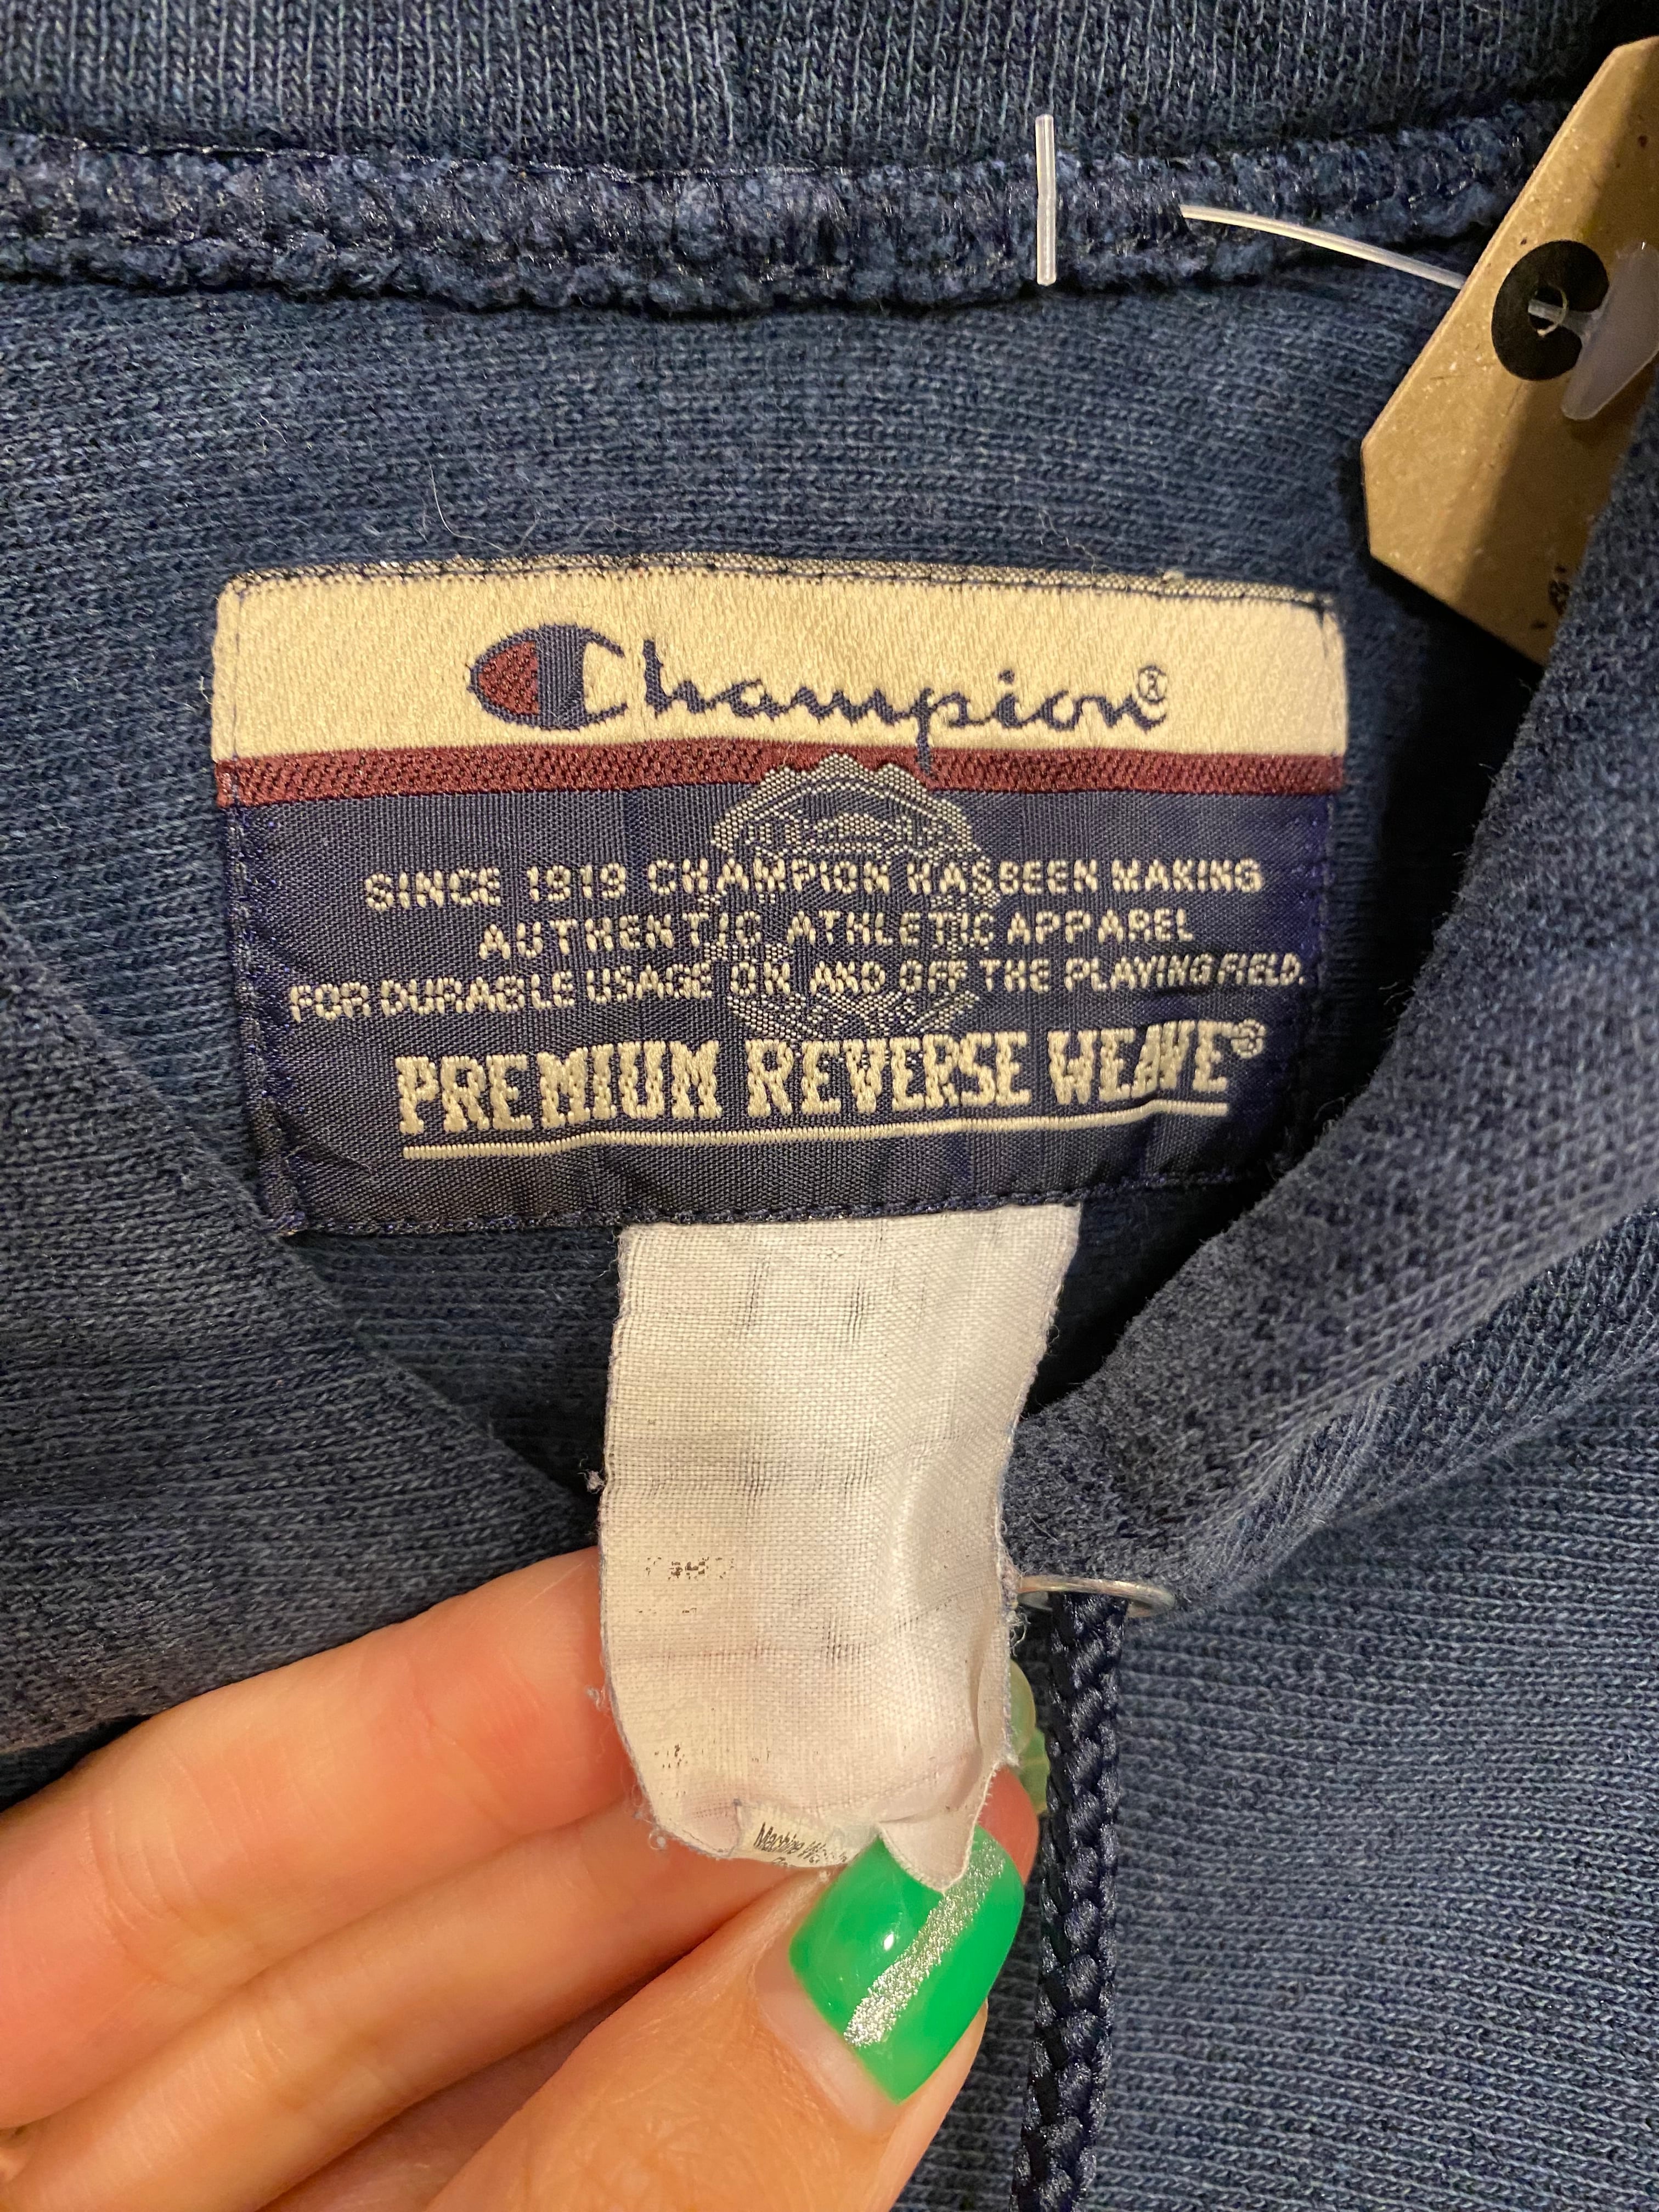 Champion®
SINCE 1919 CHAMPION HAS BEEN MAKING
AUTHENTIC ATHLETIC APPAREL
FOR DURABLE USAGE ON AND OFF THE PLAYING FIELD.
PREMIUM REVERSE WEAVE®
Machine